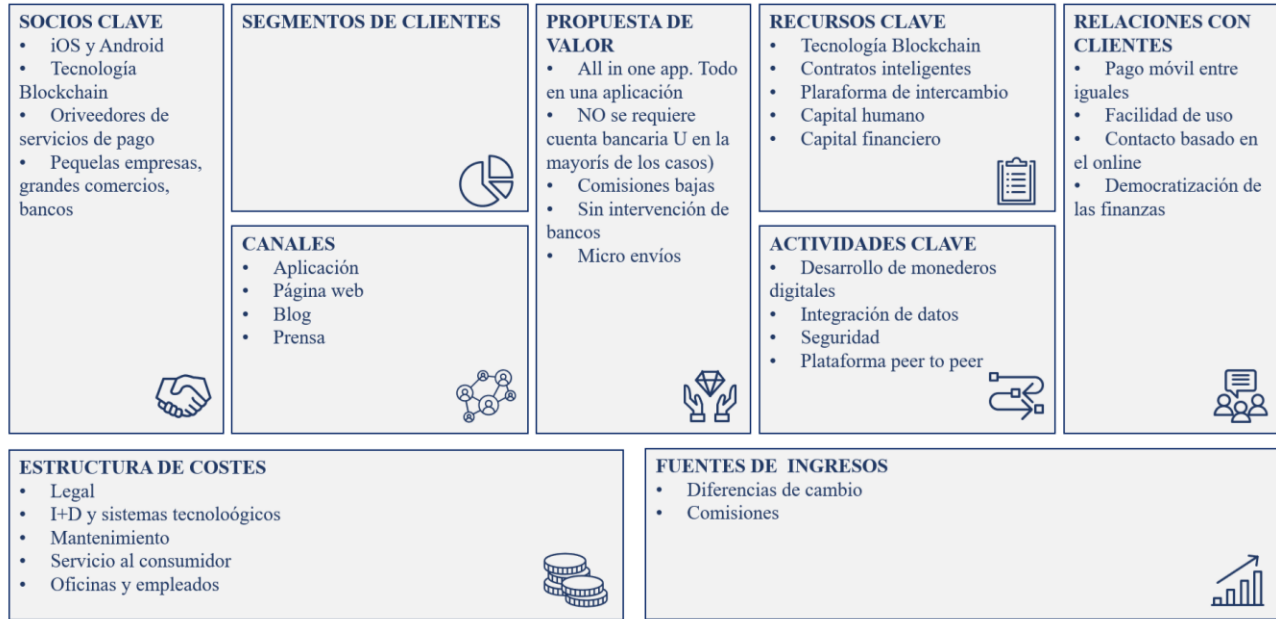 SOCIOS CLAVE
• iOS y Android
• Tecnología
Blockchain
• Oriveedores de
servicios de pago
• Pequelas empresas,
grandes comercios,
bancos
SEGMENTOS DE CLIENTES
CANALES
• Aplicación
• Página web
• Blog
• Prensa
PROPUESTA DE
VALOR
• All in one app. Todo
en una aplicación
• NO se requiere
cuenta bancaria U en la
mayorís de los casos)
• Comisiones bajas
• Sin intervención de
bancos
• Micro envíos
RECURSOS CLAVE
• Tecnología Blockchain
• Contratos inteligentes
• Plaraforma de intercambio
• Capital humano
• Capital financiero
ACTIVIDADES CLAVE
• Desarrollo de monederos
digitales
• Integración de datos
• Seguridad
• Plataforma peer to peer
RELACIONES CON
CLIENTES
• Pago móvil entre
iguales
• Facilidad de uso
• Contacto basado en
el online
• Democratización de
las finanzas
ESTRUCTURA DE COSTES
• Legal
• I+D y sistemas tecnoloógicos
• Mantenimiento
• Servicio al consumidor
• Oficinas y empleados
FUENTES DE INGRESOS
• Diferencias de cambio
• Comisiones